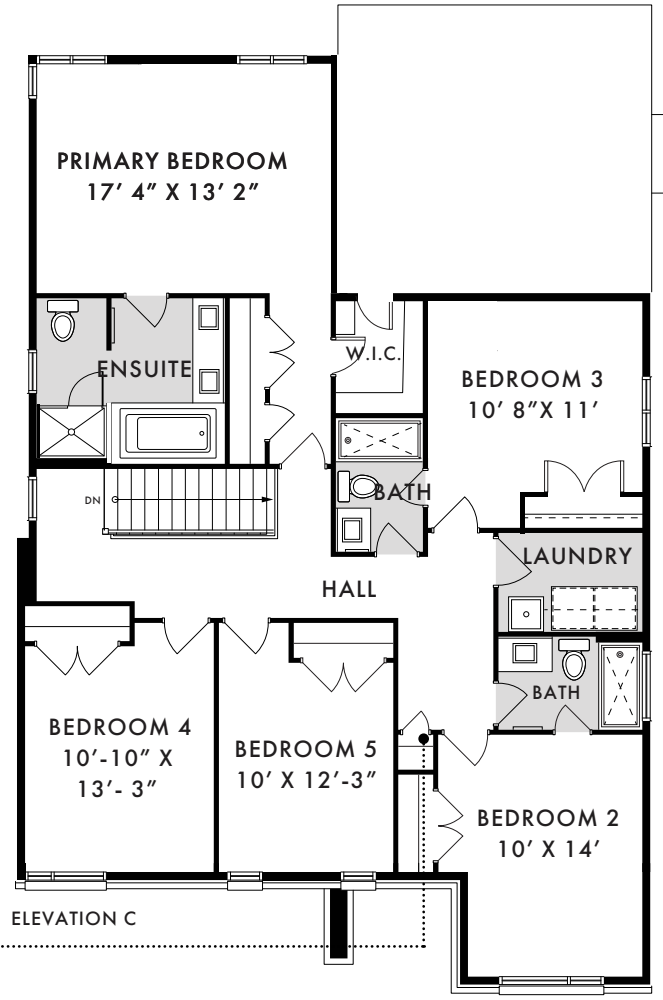 PRIMARY BEDROOM
17’ 4” X 13’ 2”
ENSUITE
W.I.C.
BEDROOM 3
10’ 8”X 11’
BATH
DN
LAUNDRY
HALL
BATH
BEDROOM 4
10’-10” X
13’- 3”
BEDROOM 5
10’ X 12’-3”
BEDROOM 2
10’ X 14’
ELEVATION C